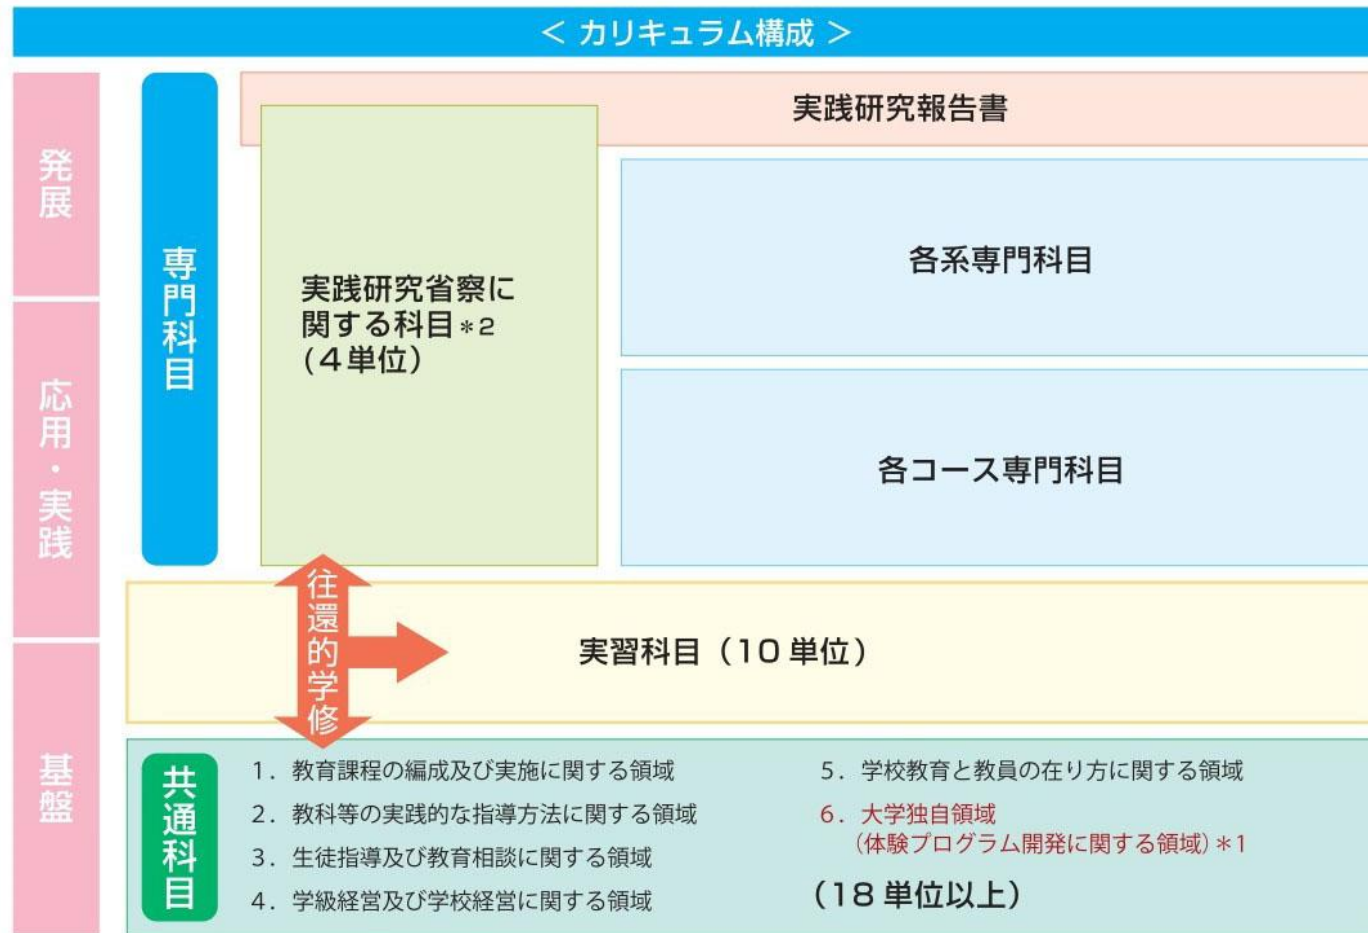 ＜ カリキュラム構成 ＞
発展
応用・実践
基盤
専門科目
実践研究報告書
実践研究省察に
関する科目＊2
(４単位）
各系専門科目
各コース専門科目
往還的学修
実習科目（10 単位）
共通科目
1．教育課程の編成及び実施に関する領域
2．教科等の実践的な指導方法に関する領域
3．生徒指導及び教育相談に関する領域
4．学級経営及び学校経営に関する領域
5．学校教育と教員の在り方に関する領域
6．大学独自領域
（体験プログラム開発に関する領域）＊1
（18 単位以上）